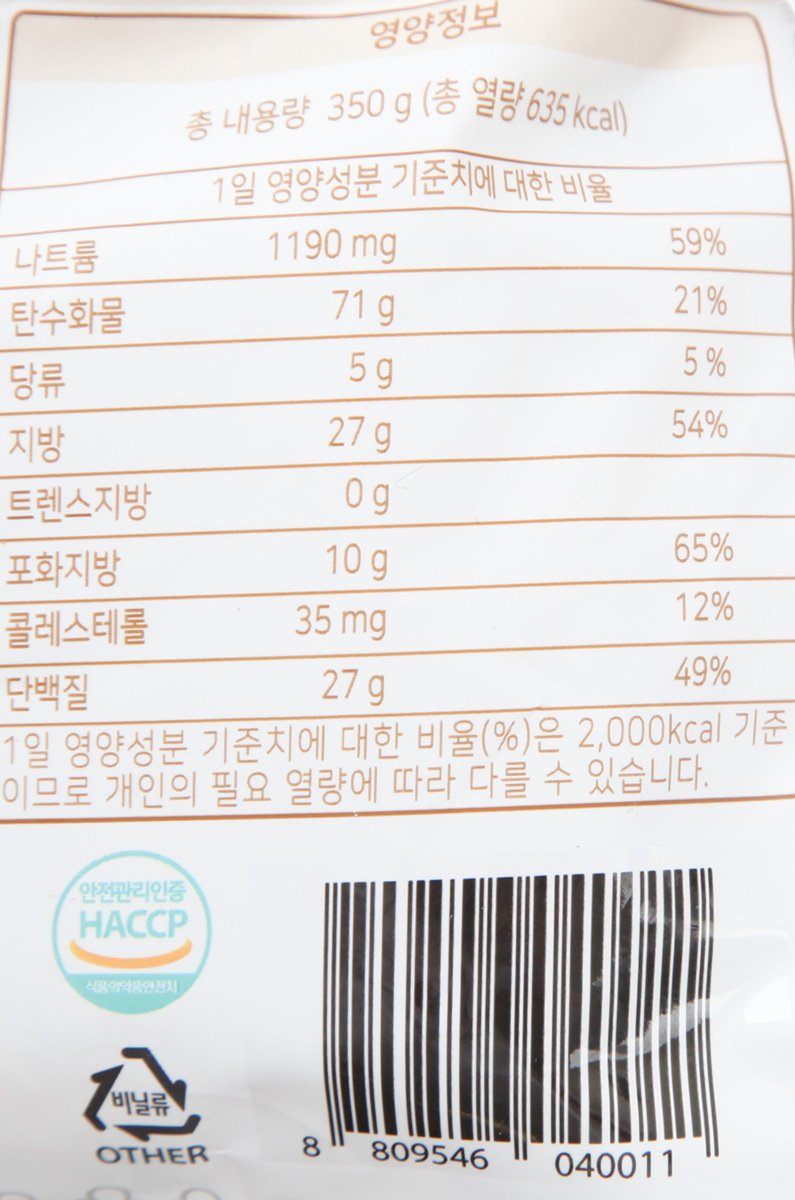 영양정보
총 내용량 350 g (총 열량 635 kcal)
1일 영양성분 기준치에 대한 비율
나트륨 1190 mg 59%
탄수화물 71 g 21%
당류 5 g 5 %
지방 27 g 54%
트렌스지방 0 g
포화지방 10 g 65%
콜레스테롤 35 mg 12%
단백질 27 g 49%
1일 영양성분 기준치에 대한 비율(%)은 2,000kcal 기준
이므로 개인의 필요 열량에 따라 다를 수 있습니다.
안전관리인증
HACCP
식품의약품안전처
비닐류
OTHER
8 809546 040011